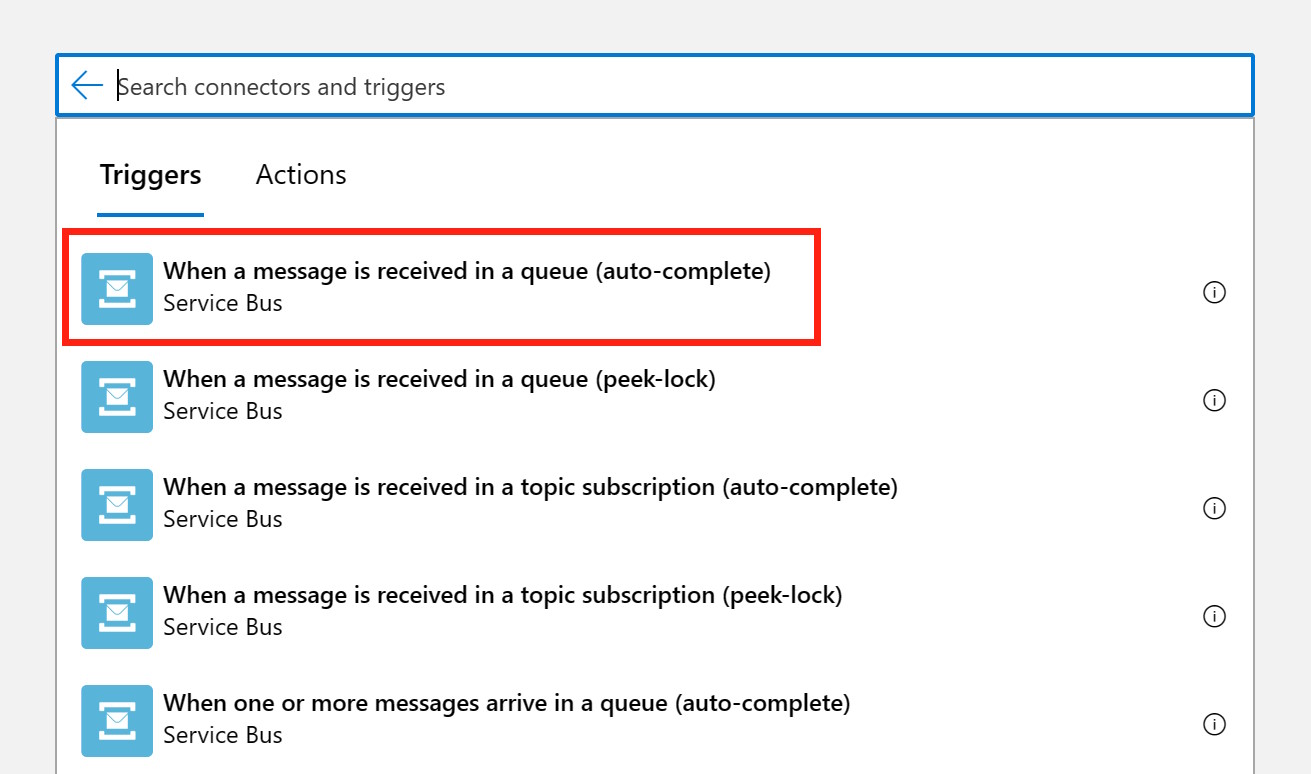 Search connectors and triggers
Triggers Actions
When a message is received in a queue (auto-complete)
Service Bus
When a message is received in a queue (peek-lock)
Service Bus
When a message is received in a topic subscription (auto-complete)
Service Bus
When a message is received in a topic subscription (peek-lock)
Service Bus
When one or more messages arrive in a queue (auto-complete)
Service Bus